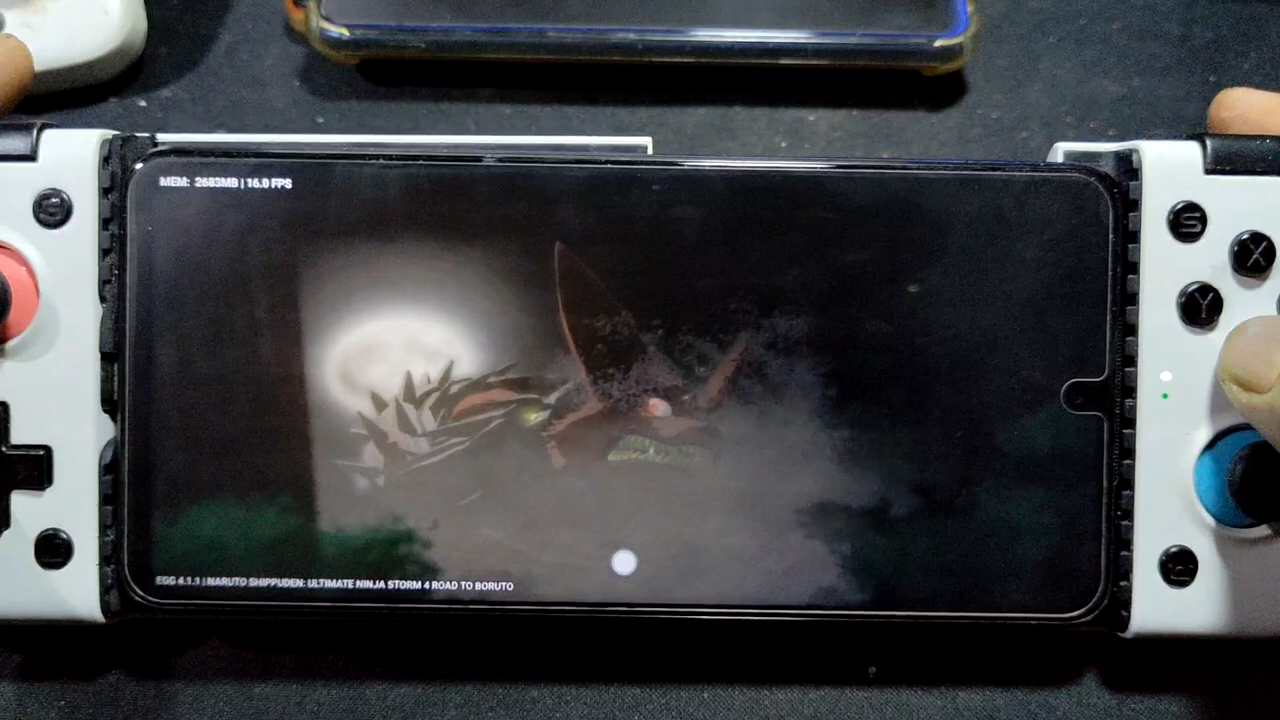 MEM: 2683MB | 16.0 FPS
S
X
Y
EGG 4.1.1 | NARUTO SHIPPUDEN: ULTIMATE NINJA STORM 4 ROAD TO BORUTO